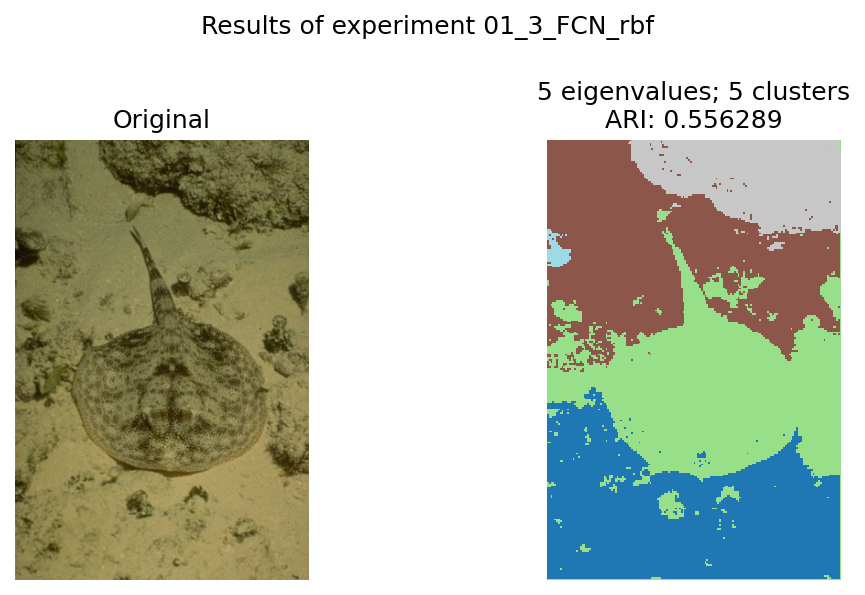 Results of experiment 01_3_FCN_rbf
Original
5 eigenvalues; 5 clusters
ARI: 0.556289